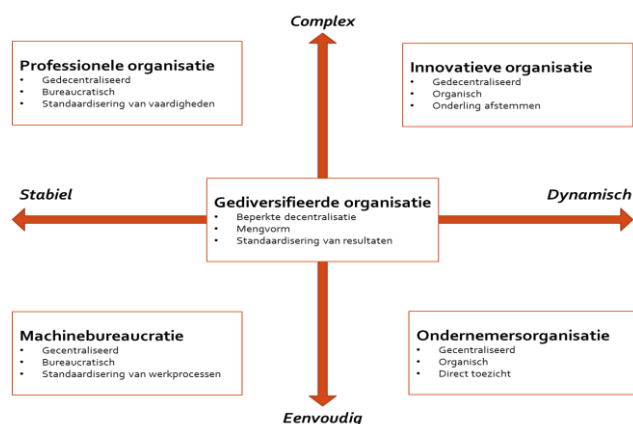 Complex
Professionele organisatie
• Gedecentraliseerd
• Bureaucratisch
• Standaardisering van vaardigheden
Innovatieve organisatie
• Gedecentraliseerd
• Organisch
• Onderling afstemmen
Stabiel
Gediversifieerde organisatie
• Beperkte decentralisatie
• Mengvorm
• Standaardisering van resultaten
Dynamisch
Machinebureaucratie
• Gecentraliseerd
• Bureaucratisch
• Standaardisering van werkprocessen
Ondernemersorganisatie
• Gecentraliseerd
• Organisch
• Direct toezicht
Eenvoudig